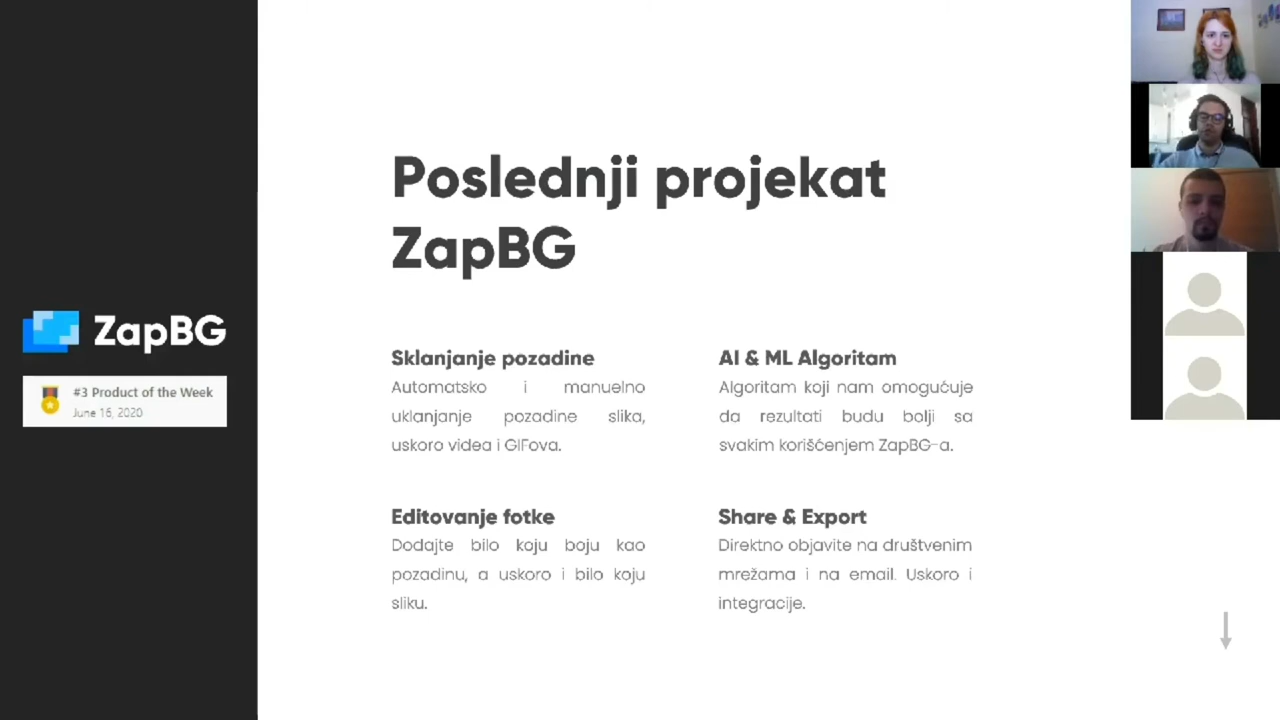 ZapBG
#3 Product of the Week
June 16, 2020
Poslednji projekat
ZapBG
Sklanjanje pozadine
Automatsko i manuelno
uklanjanje pozadine slika,
uskoro videa i GIFova.
AI & ML Algoritam
Algoritam koji nam omogućuje
da rezultati budu bolji sa
svakim korišćenjem ZapBG-a.
Editovanje fotke
Dodajte bilo koju boju kao
pozadinu, a uskoro i bilo koju
sliku.
Share & Export
Direktno objavite na društvenim
mrežama i na email. Uskoro i
integracije.